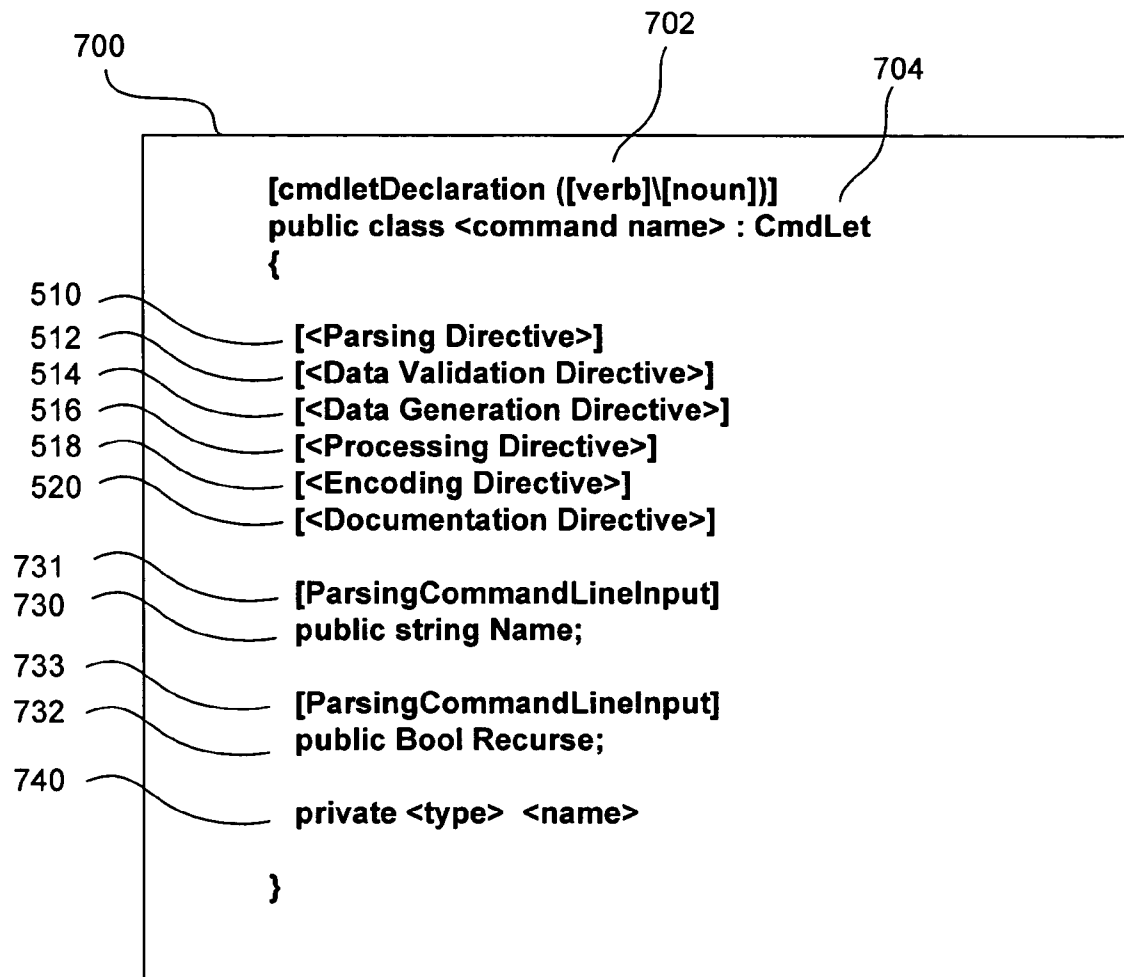 702
700
704
[cmdletDeclaration ([verb]\[noun])]
public class <command name> : CmdLet
{
510
[<Parsing Directive>]
512
[<Data Validation Directive>]
514
[<Data Generation Directive>]
516
[<Processing Directive>]
518
[<Encoding Directive>]
520
[<Documentation Directive>]
731
[ParsingCommandLineInput]
730
public string Name;
733
[ParsingCommandLineInput]
732
public Bool Recurse;
740
private <type> <name>
}